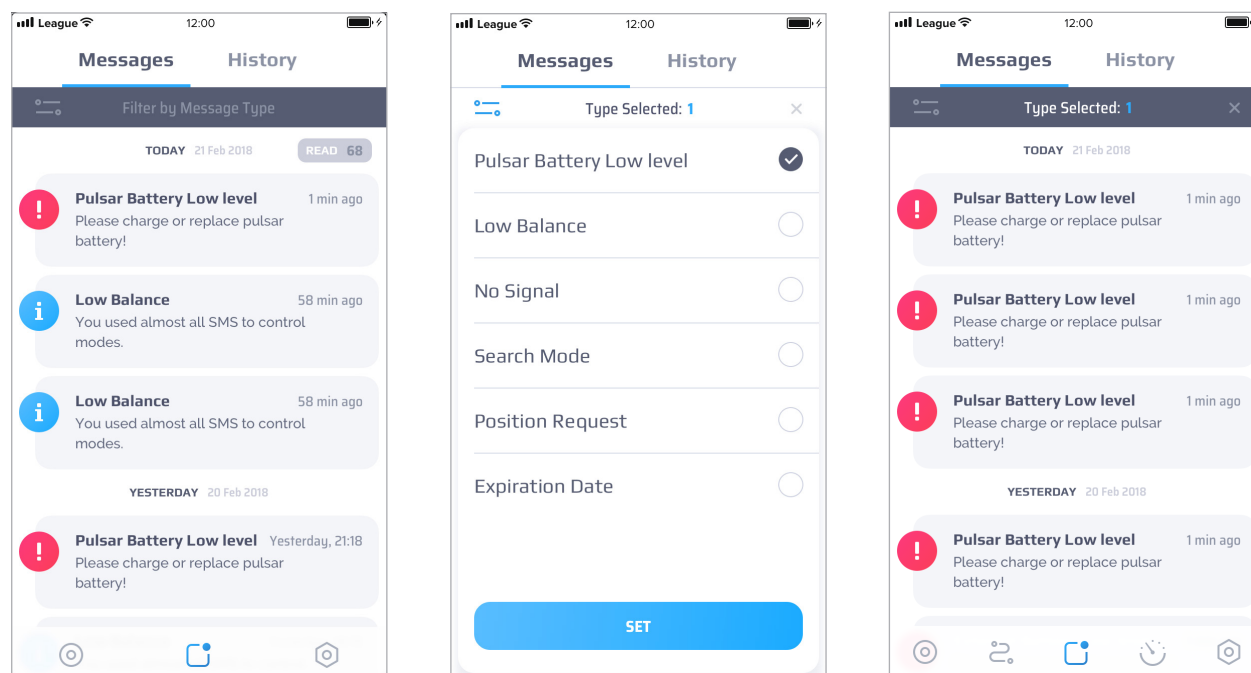 League 12:00
Messages History
Filter by Message Type
TODAY 21 Feb 2018 READ 68
Pulsar Battery Low level 1 min ago
Please charge or replace pulsar
battery!
Low Balance 58 min ago
You used almost all SMS to control
modes.
Low Balance 58 min ago
You used almost all SMS to control
modes.
YESTERDAY 20 Feb 2018
Pulsar Battery Low level Yesterday, 21:18
Please charge or replace pulsar
battery!
League 12:00
Messages History
Type Selected: 1
Pulsar Battery Low level
Low Balance
No Signal
Search Mode
Position Request
Expiration Date
SET
League 12:00
Messages History
Type Selected: 1
TODAY 21 Feb 2018
Pulsar Battery Low level 1 min ago
Please charge or replace pulsar
battery!
Pulsar Battery Low level 1 min ago
Please charge or replace pulsar
battery!
Pulsar Battery Low level 1 min ago
Please charge or replace pulsar
battery!
YESTERDAY 20 Feb 2018
Pulsar Battery Low level 1 min ago
Please charge or replace pulsar
battery!